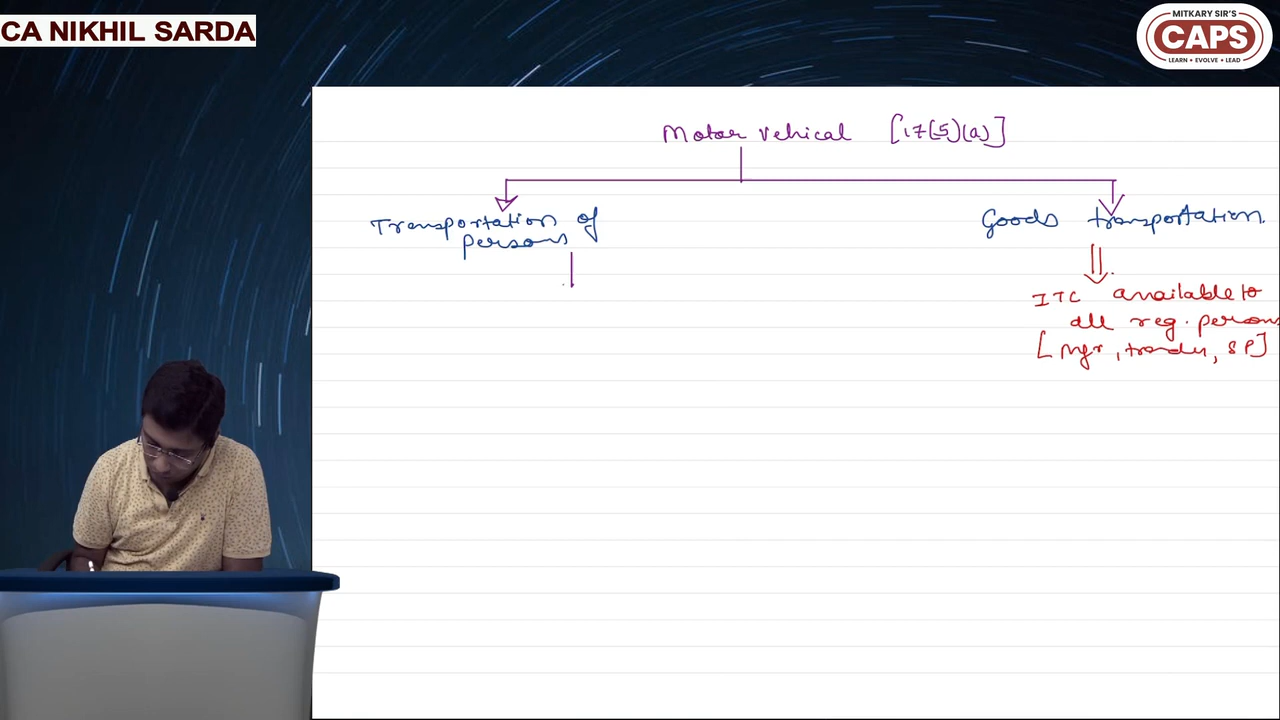 CA NIKHIL SARDA
MITKARY SIR'S
CAPS
LEARN • EVOLVE • LEAD
Motor vehical [17(5)(a)]
Transportation of
persons
Goods transportation.
ITC available to
all reg. person
[Mfr, trader, SP]